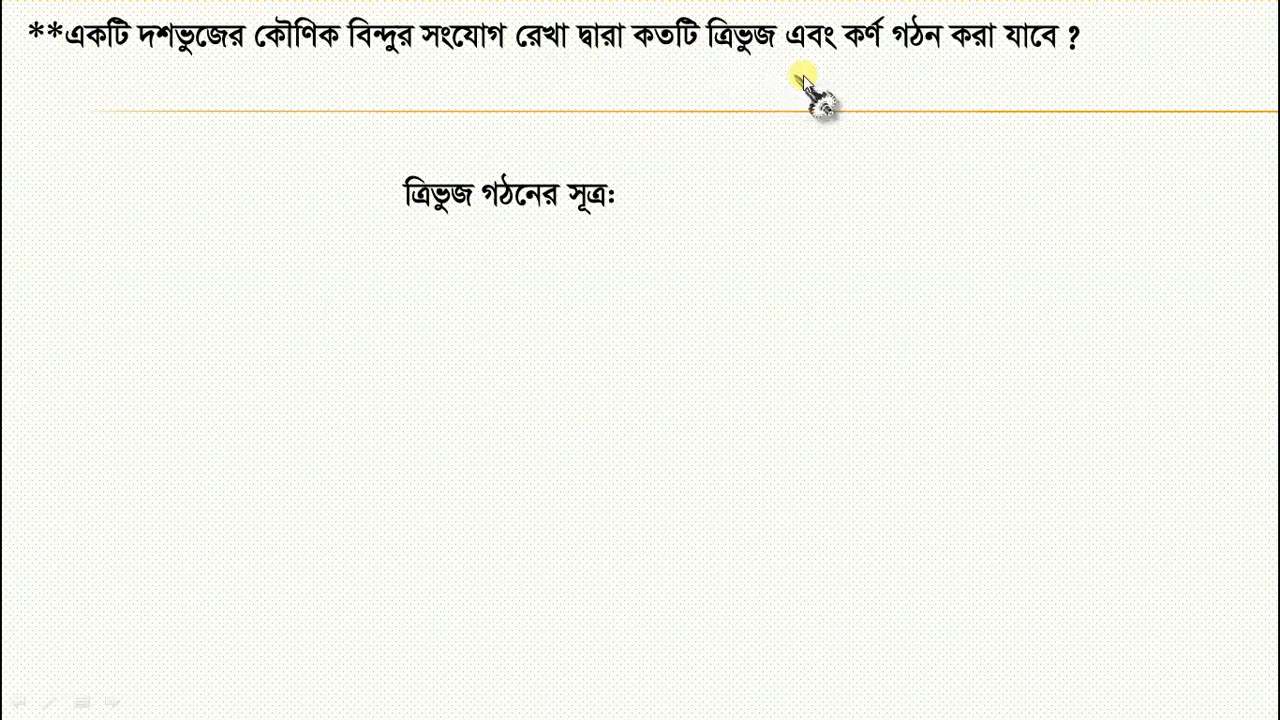 **একটি দশভুজের কৌণিক বিন্দুর সংযোগ রেখা দ্বারা কতটি ত্রিভুজ এবং কর্ণ গঠন করা যাবে ?
ত্রিভুজ গঠনের সূত্র: